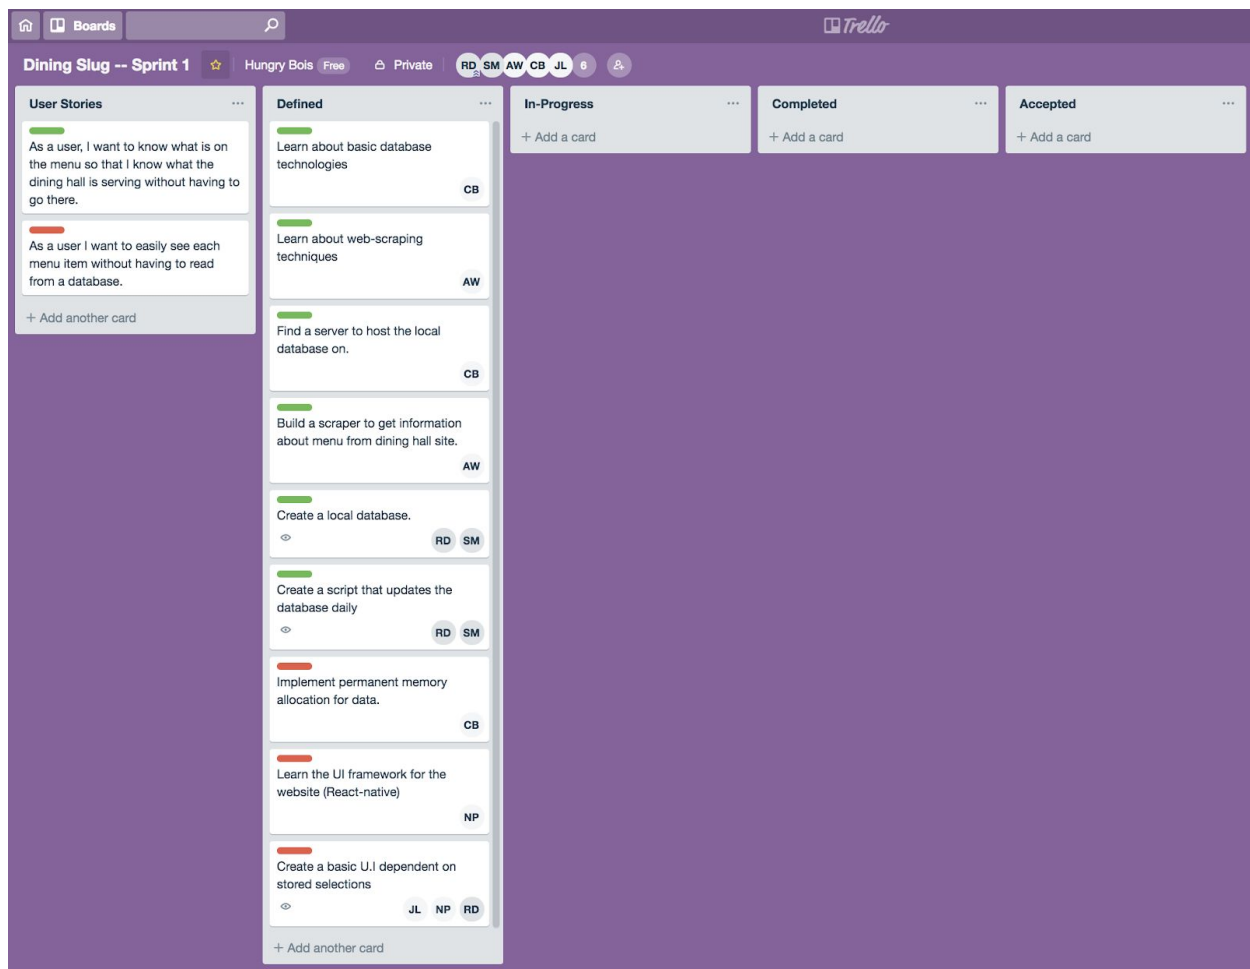 Boards
Trello
Dining Slug -- Sprint 1
Hungry Bois Free
Private
RD SM AW CB JL 6
User Stories
As a user, I want to know what is on
the menu so that I know what the
dining hall is serving without having to
go there.
As a user I want to easily see each
menu item without having to read
from a database.
+ Add another card
Defined
Learn about basic database
technologies
CB
Learn about web-scraping
techniques
AW
Find a server to host the local
database on.
CB
Build a scraper to get information
about menu from dining hall site.
AW
Create a local database.
RD SM
Create a script that updates the
database daily
RD SM
Implement permanent memory
allocation for data.
CB
Learn the UI framework for the
website (React-native)
NP
Create a basic U.I dependent on
stored selections
JL NP RD
+ Add another card
In-Progress
+ Add a card
Completed
+ Add a card
Accepted
+ Add a card